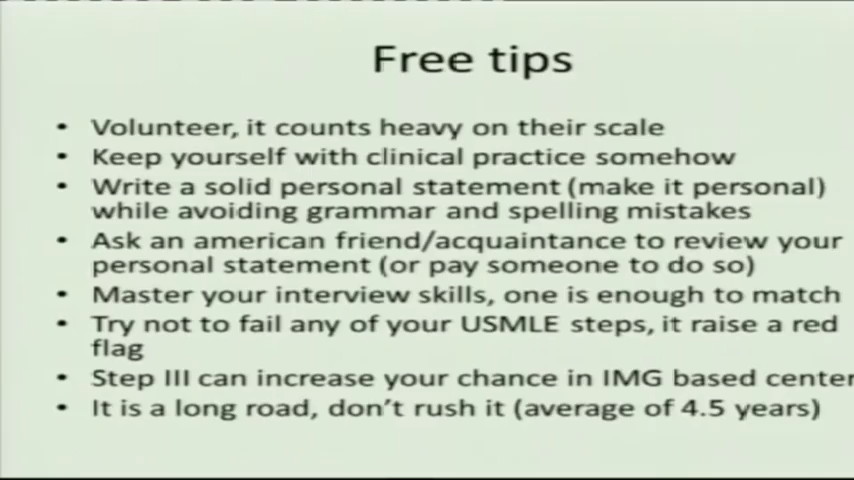 Free tips
• Volunteer, it counts heavy on their scale
• Keep yourself with clinical practice somehow
• Write a solid personal statement (make it personal)
while avoiding grammar and spelling mistakes
• Ask an american friend/acquaintance to review your
personal statement (or pay someone to do so)
• Master your interview skills, one is enough to match
• Try not to fail any of your USMLE steps, it raise a red
flag
• Step III can increase your chance in IMG based center
• It is a long road, don't rush it (average of 4.5 years)